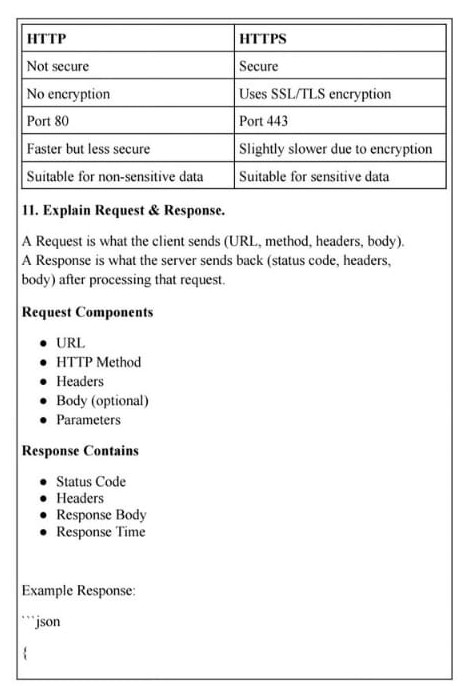 HTTP HTTPS
Not secure Secure
No encryption Uses SSL/TLS encryption
Port 80 Port 443
Faster but less secure Slightly slower due to encryption
Suitable for non-sensitive data Suitable for sensitive data
11. Explain Request & Response.
A Request is what the client sends (URL, method, headers, body).
A Response is what the server sends back (status code, headers,
body) after processing that request.
Request Components
● URL
● HTTP Method
● Headers
● Body (optional)
● Parameters
Response Contains
● Status Code
● Headers
● Response Body
● Response Time
Example Response:
```json
{